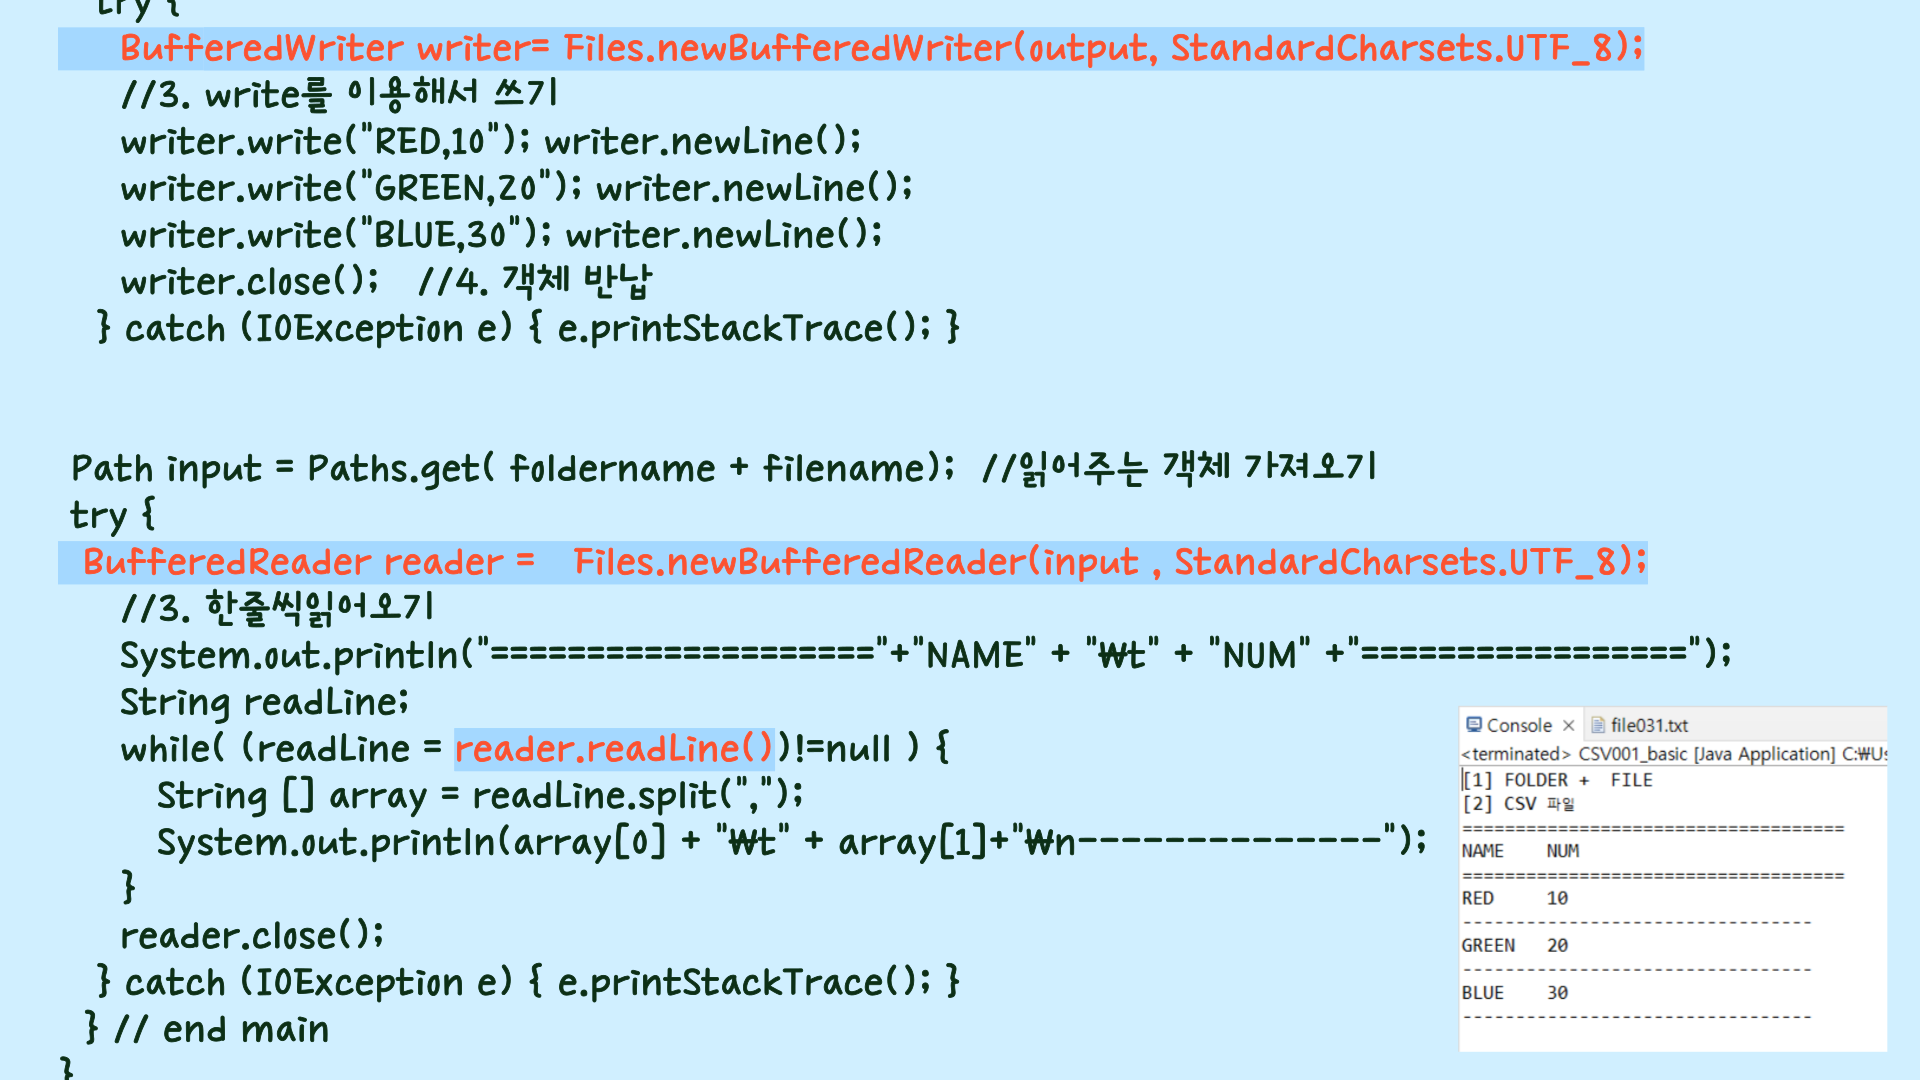 try {
BufferedWriter writer= Files.newBufferedWriter(output, StandardCharsets.UTF_8);
//3. write를 이용해서 쓰기
writer.write("RED,10"); writer.newLine();
writer.write("GREEN,20"); writer.newLine();
writer.write("BLUE,30"); writer.newLine();
writer.close();   //4. 객체 반납
} catch (IOException e) { e.printStackTrace(); }
Path input = Paths.get( foldername + filename);  //읽어주는 객체 가져오기
try {
BufferedReader reader =   Files.newBufferedReader(input , StandardCharsets.UTF_8);
//3. 한줄씩읽어오기
System.out.println("===================="+"NAME" + "₩t" + "NUM" +"=================");
String readLine;
while( (readLine = reader.readLine())!=null ) {
String [] array = readLine.split(",");
System.out.println(array[0] + "₩t" + array[1]+"₩n--------------");
}
reader.close();
} catch (IOException e) { e.printStackTrace(); }
} // end main
}
Console × file031.txt
<terminated> CSV001_basic [Java Application] C:₩Us
[1] FOLDER +  FILE
[2] CSV 파일
====================================
NAME    NUM
====================================
RED     10
---------------------------------
GREEN   20
---------------------------------
BLUE    30
---------------------------------